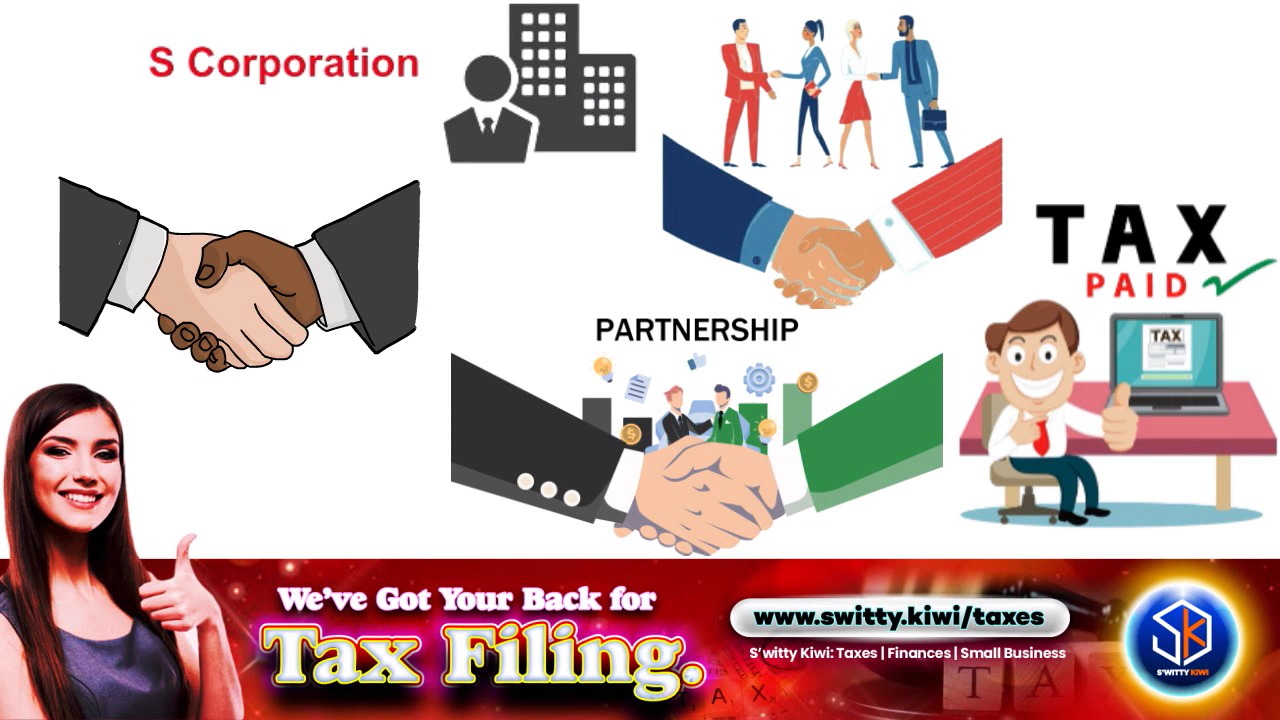 S Corporation
TAX
PAID
TAX
PARTNERSHIP
We've Got Your Back for
Tax Filing.
www.switty.kiwi/taxes
S'witty Kiwi: Taxes | Finances | Small Business
S'WITTY KIWI
T A X
A X